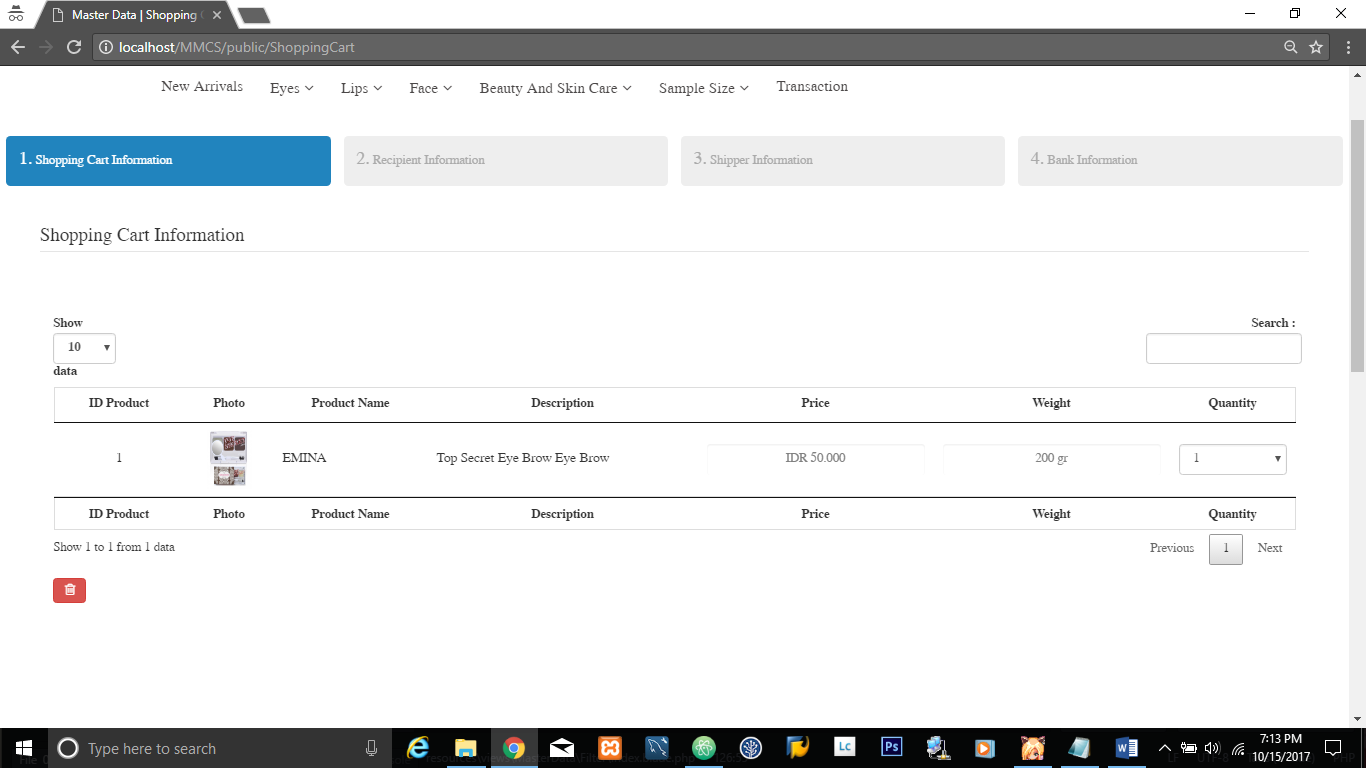 Master Data | Shopping
localhost/MMCS/public/ShoppingCart
New Arrivals Eyes Lips Face Beauty And Skin Care Sample Size Transaction
1. Shopping Cart Information 2. Recipient Information 3. Shipper Information 4. Bank Information
Shopping Cart Information
Show Search :
10
data
ID Product Photo Product Name Description Price Weight Quantity
1 EMINA Top Secret Eye Brow Eye Brow IDR 50.000 200 gr 1
ID Product Photo Product Name Description Price Weight Quantity
Show 1 to 1 from 1 data Previous 1 Next
Type here to search Lc Ps 7:13 PM
10/15/2017